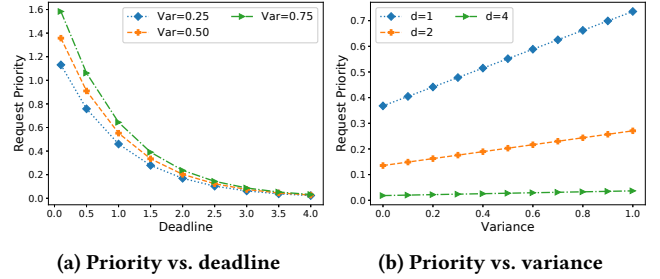 Var=0.25 Var=0.75
Var=0.50
Request Priority
1.6
1.4
1.2
1.0
0.8
0.6
0.4
0.2
0.0
0.0 0.5 1.0 1.5 2.0 2.5 3.0 3.5 4.0
Deadline
(a) Priority vs. deadline
d=1 d=4
d=2
Request Priority
0.7
0.6
0.5
0.4
0.3
0.2
0.1
0.0
0.0 0.2 0.4 0.6 0.8 1.0
Variance
(b) Priority vs. variance